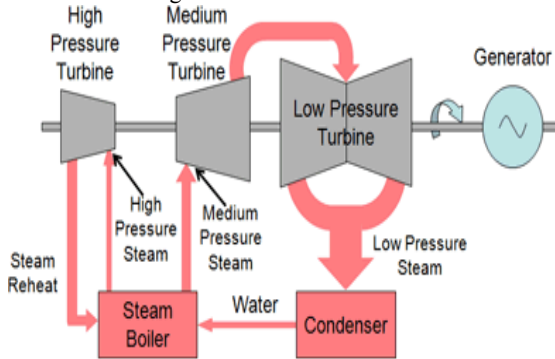 High
Pressure
Turbine
Medium
Pressure
Turbine
Generator
Low Pressure
Turbine
High
Pressure
Steam
Medium
Pressure
Steam
Low Pressure
Steam
Steam
Reheat
Steam
Boiler
Water
Condenser